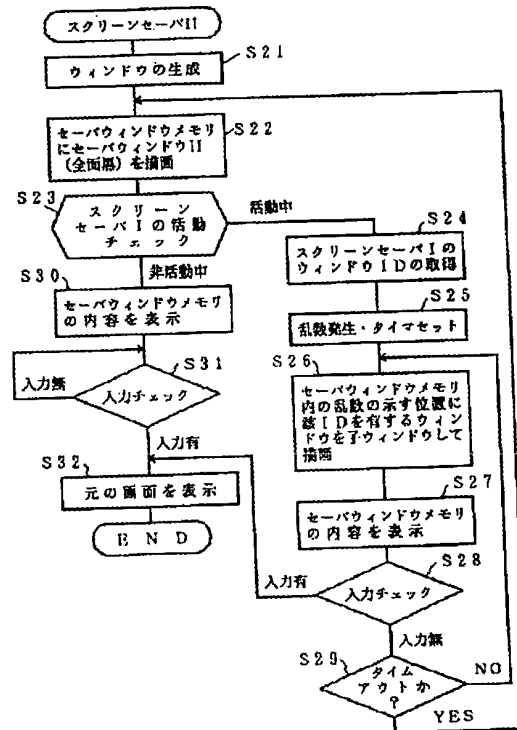 スクリーンセーバII
S21
ウィンドウの生成
セーバウィンドウメモリ
にセーバウィンドウII
(全面黒)を描画
S22
S23
スクリーン
セーバIの活動
チェック
活動中
非活動中
S24
スクリーンセーバIの
ウィンドウIDの取得
S25
乱数発生・タイマセット
S26
セーバウィンドウメモリ
内の乱数の示す位置に
該IDを有するウィン
ドウを子ウィンドウして
描画
S27
セーバウィンドウメモリ
の内容を表示
S28
入力チェック
入力有
入力無
S29
タイム
アウトか
?
NO
YES
S30
セーバウィンドウメモリ
の内容を表示
S31
入力チェック
入力無
入力有
S32
元の画面を表示
END